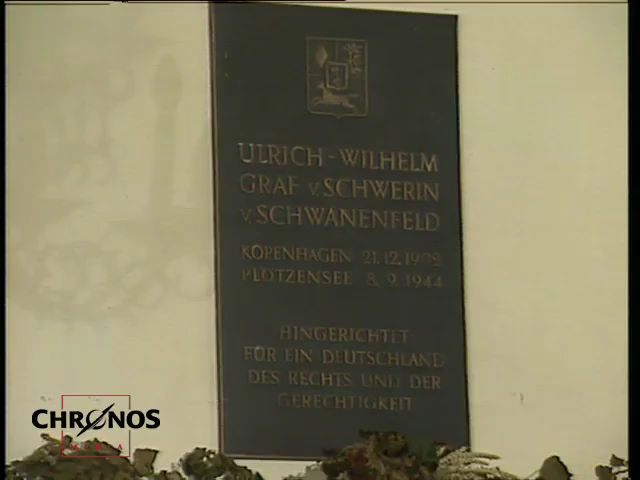 ULRICH-WILHELM
GRAF v. SCHWERIN
v. SCHWANENFELD
KOPENHAGEN 21.12.1902
PLÖTZENSEE 8.9.1944
HINGERICHTET
FÜR EIN DEUTSCHLAND
DES RECHTS UND DER
GERECHTIGKEIT
CHRONOS
MEDIA